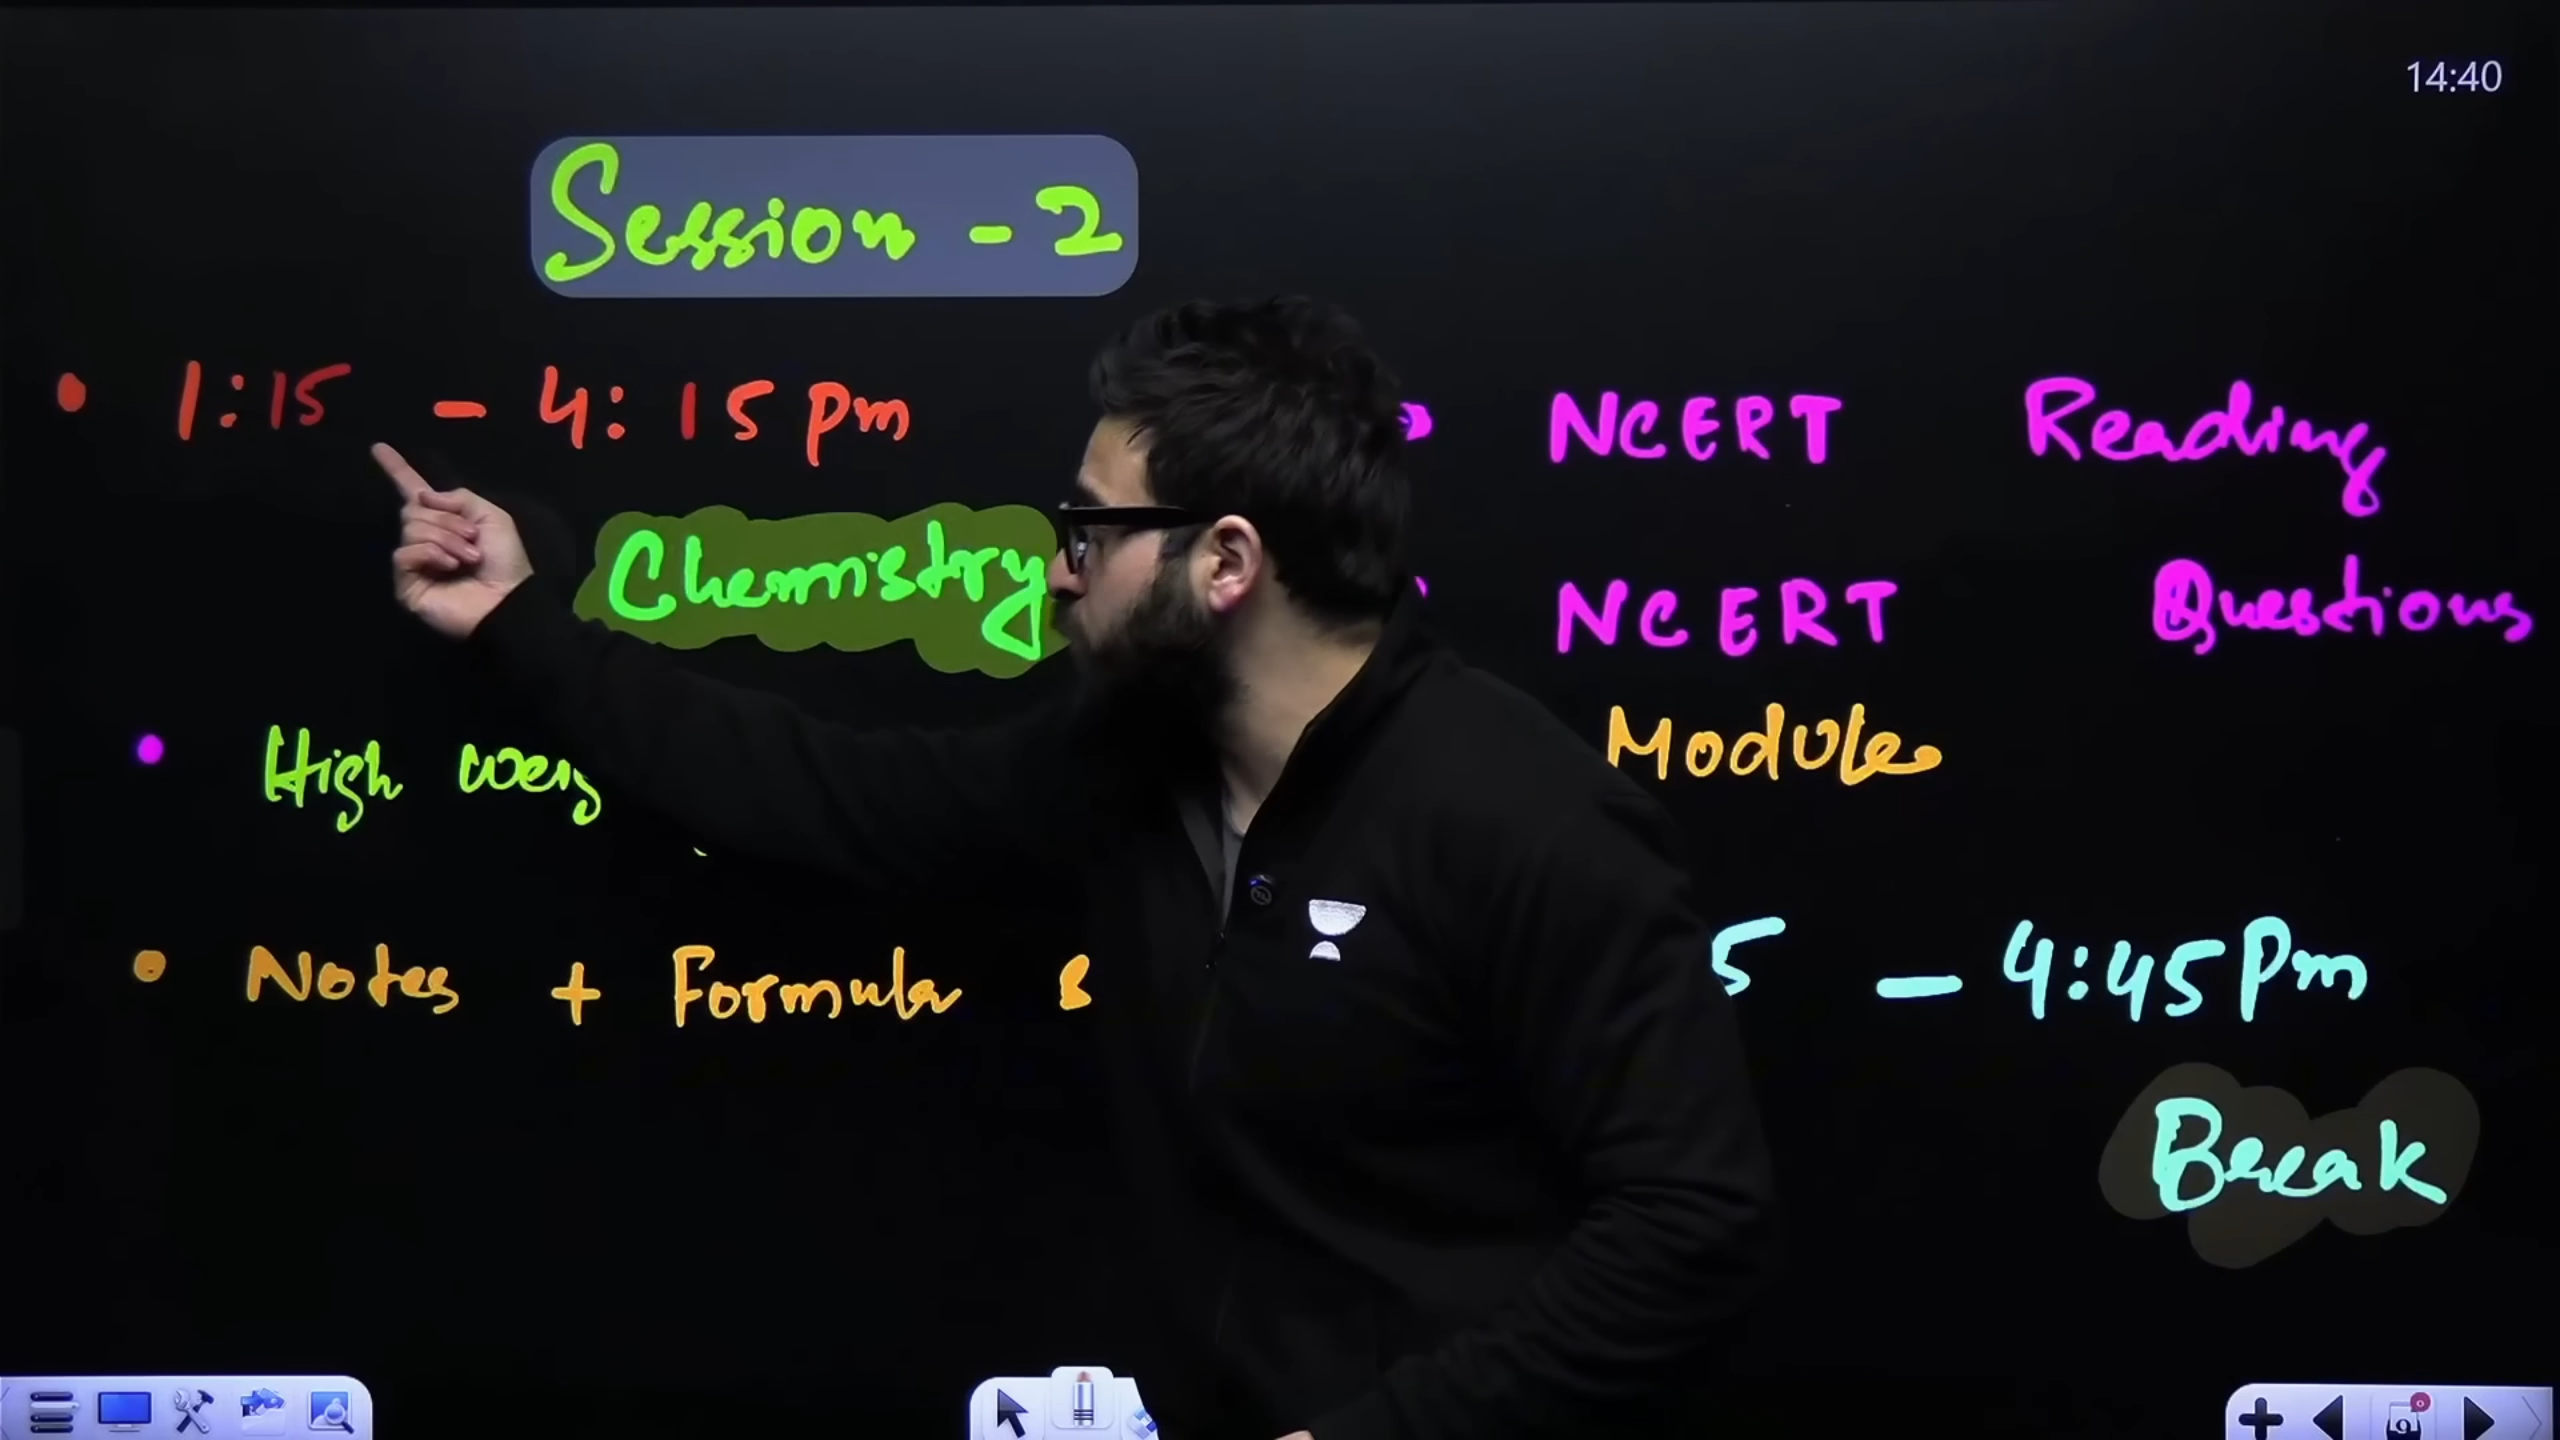 14:40
Session - 2
• 1:15 - 4:15 pm
Chemistry
• High
• Notes + Formula
NCERT Reading
NCERT Questions
Module
5 - 4:45 Pm
Break